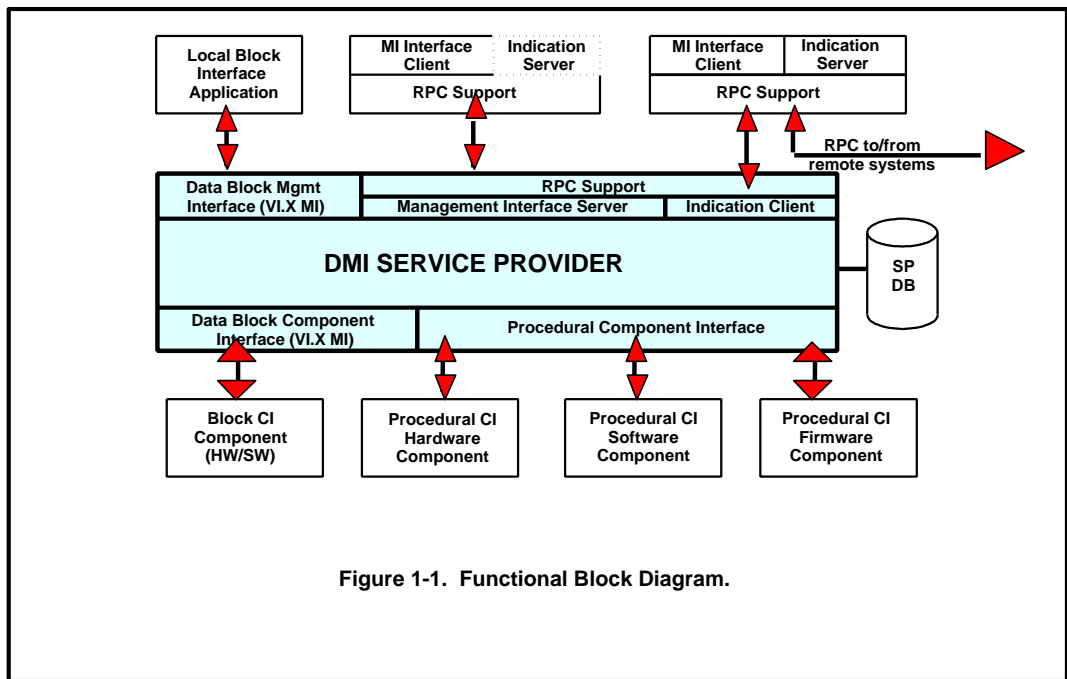 Local Block
Interface
Application
MI Interface
Client
Indication
Server
RPC Support
MI Interface
Client
Indication
Server
RPC Support
RPC to/from
remote systems
Data Block Mgmt
Interface (VI.X MI)
RPC Support
Management Interface Server
Indication Client
DMI SERVICE PROVIDER
SP
DB
Data Block Component
Interface (VI.X MI)
Procedural Component Interface
Block CI
Component
(HW/SW)
Procedural CI
Hardware
Component
Procedural CI
Software
Component
Procedural CI
Firmware
Component
Figure 1-1. Functional Block Diagram.